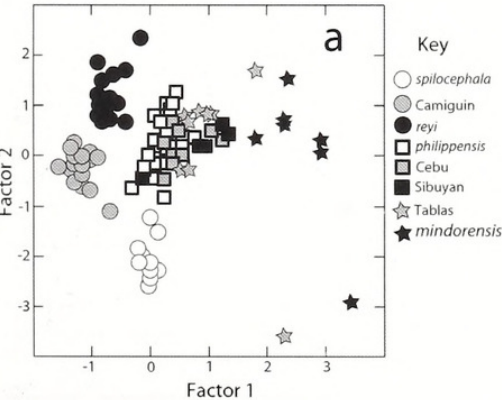 a
2
1
0
-1
-2
-3
Factor 2
-1
0
1
2
3
Factor 1
Key
spilocephala
Camiguin
reyi
philippensis
Cebu
Sibuyan
Tablas
mindorensis